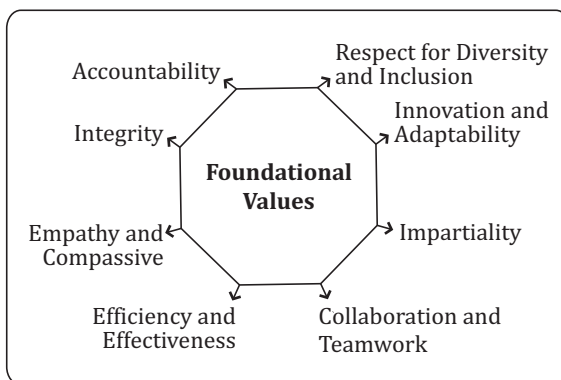 Accountability
Respect for Diversity
and Inclusion
Integrity
Innovation and
Adaptability
Foundational
Values
Empathy and
Compassive
Impartiality
Efficiency and
Effectiveness
Collaboration and
Teamwork